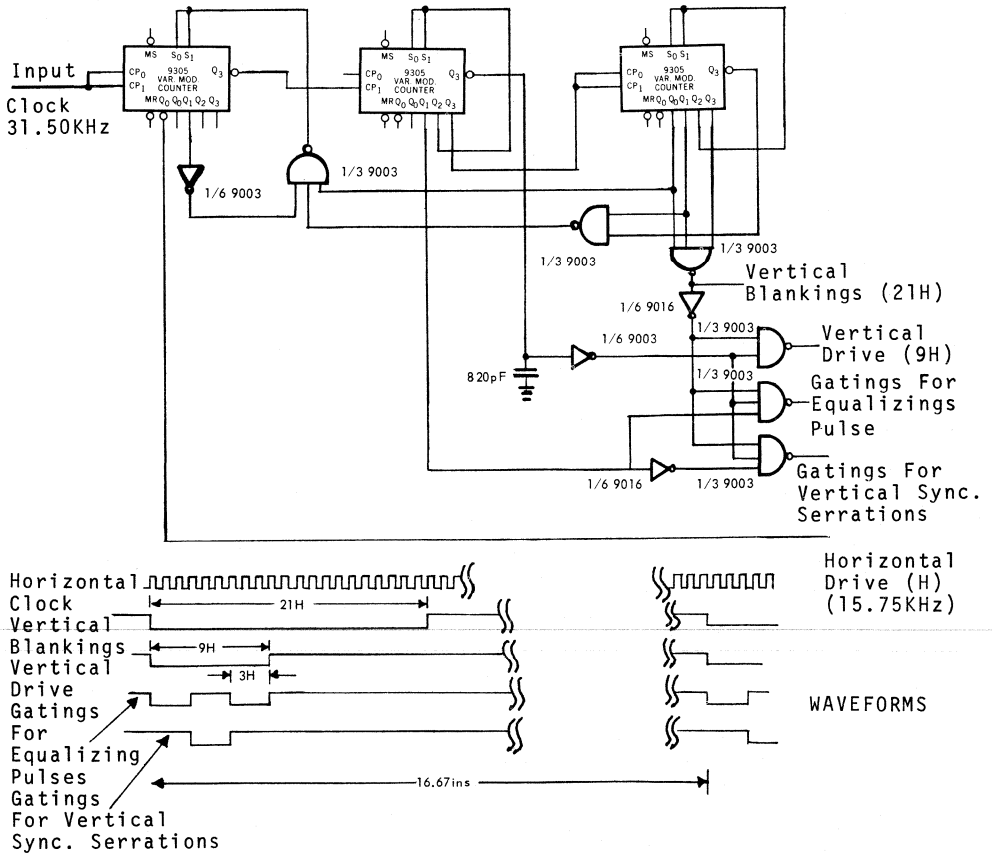 Input
Clock
31.50KHz
MS S0 S1
CP0
CP1
9305
VAR. MOD.
COUNTER
Q3
MR Q0 Q0 Q1 Q2 Q3
MS S0 S1
CP0
CP1
9305
VAR. MOD.
COUNTER
Q3
MR Q0 Q0 Q1 Q2 Q3
MS S0 S1
CP0
CP1
9305
VAR. MOD.
COUNTER
Q3
MR Q0 Q0 Q1 Q2 Q3
1/6 9003
1/3 9003
1/3 9003
1/3 9003
Vertical
Blankings (21H)
1/6 9016
1/3 9003
Vertical
Drive (9H)
1/6 9003
820pF
1/3 9003
Gatings For
Equalizings
Pulse
1/6 9016
1/3 9003
Gatings For
Vertical Sync.
Serrations
Horizontal
Drive (H)
(15.75KHz)
Horizontal
Clock
21H
Vertical
Blankings
9H
Vertical
Drive
3H
Gatings
For
Equalizing
Pulses
Gatings
For Vertical
Sync. Serrations
WAVEFORMS
16.67ins